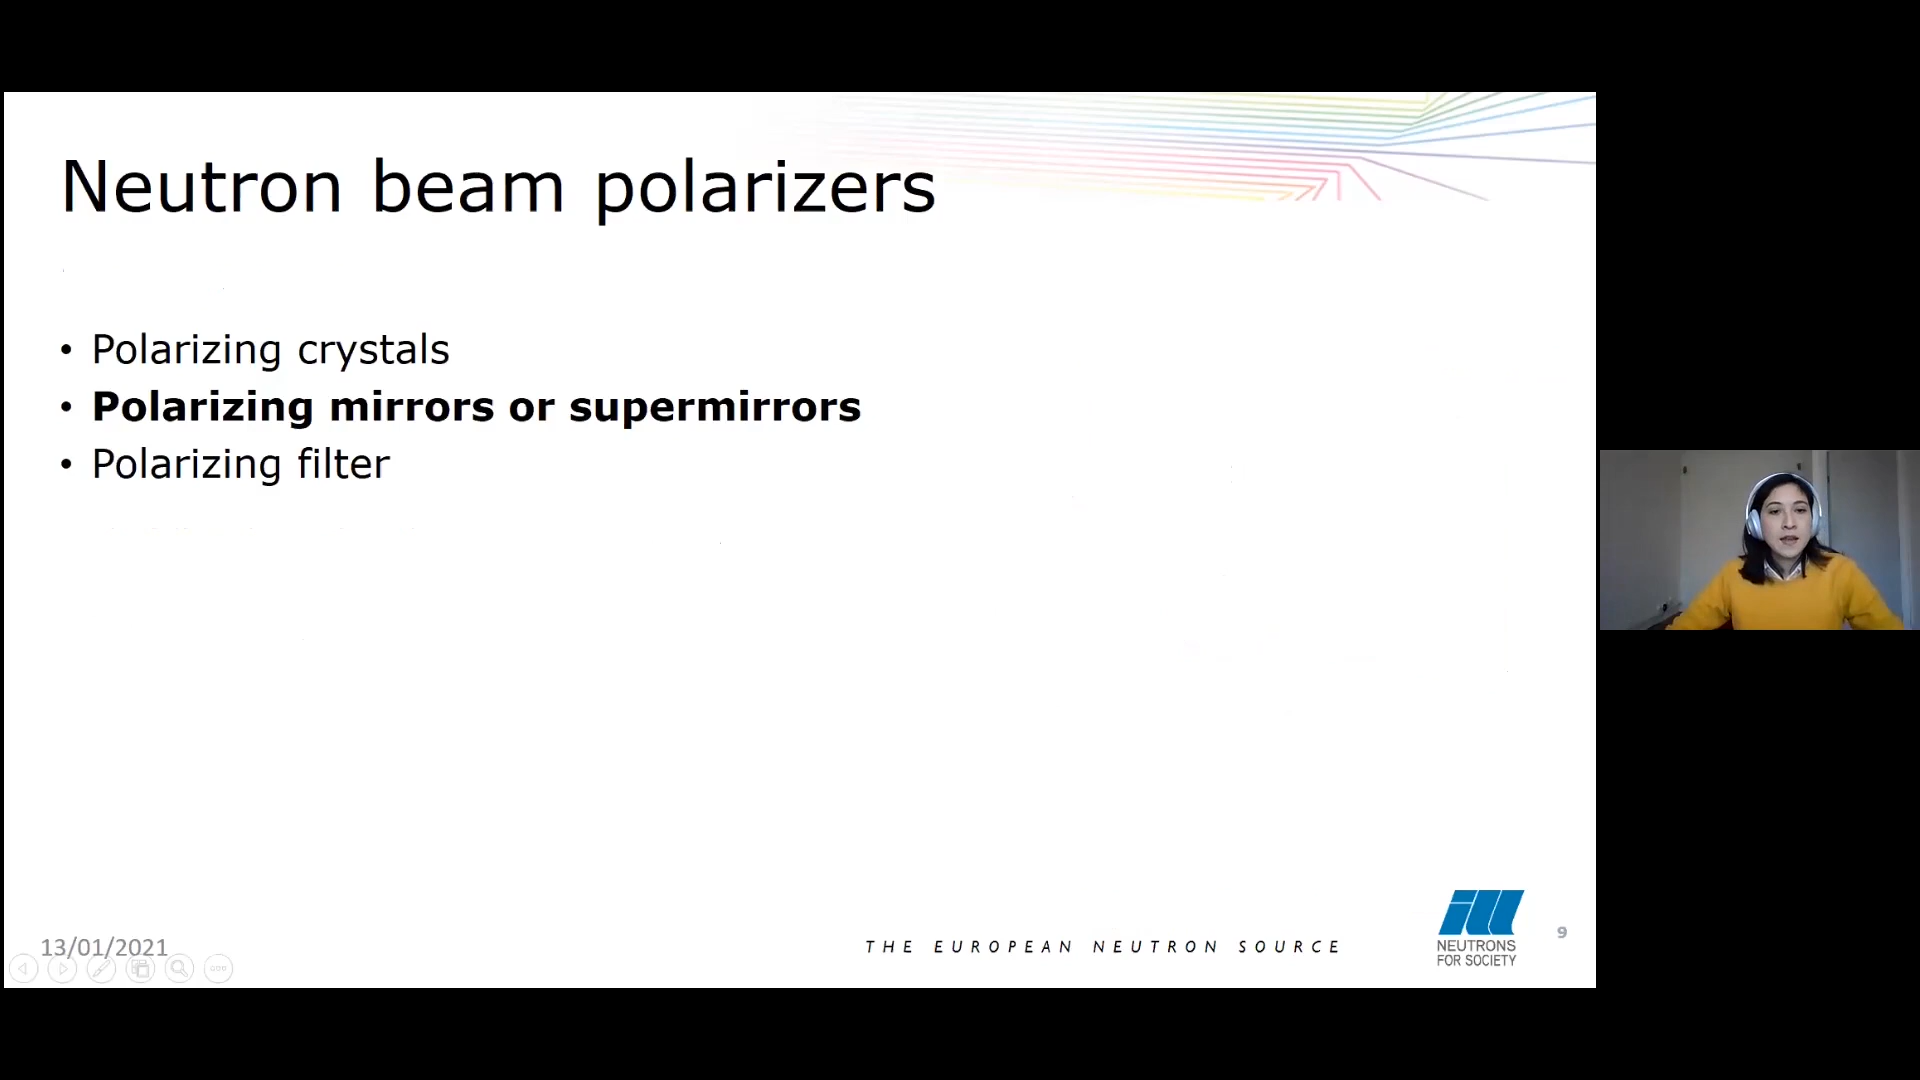 Neutron beam polarizers
• Polarizing crystals
• Polarizing mirrors or supermirrors
• Polarizing filter
13/01/2021
THE EUROPEAN NEUTRON SOURCE
ill
NEUTRONS
FOR SOCIETY
9